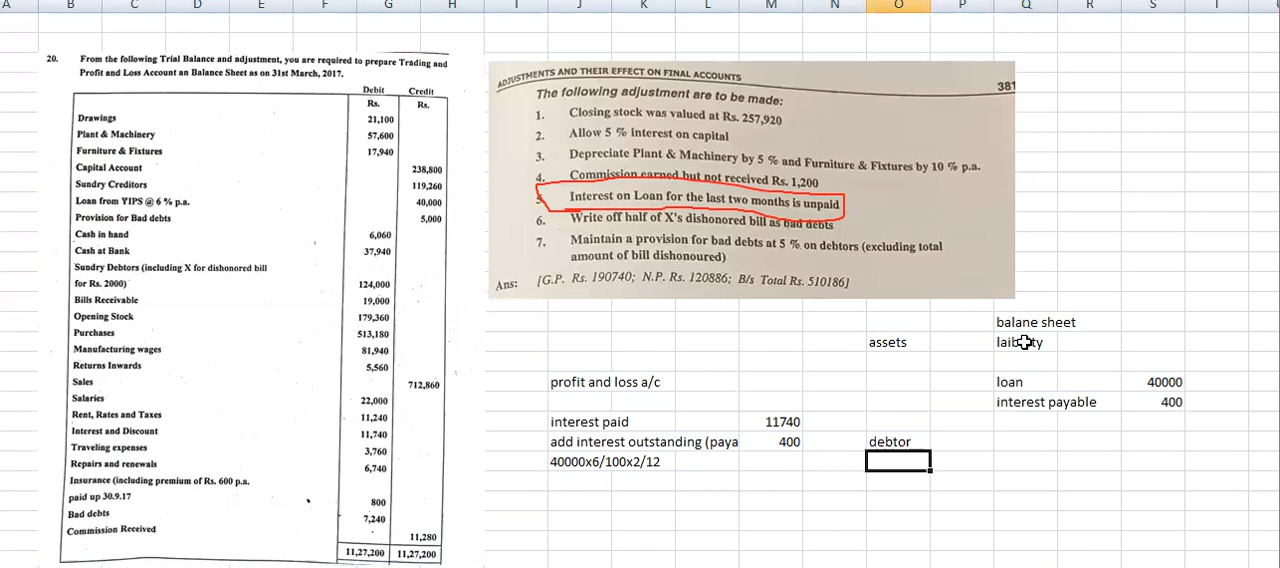 A B C D E F G H I J K L M N O P Q R S T
20. From the following Trial Balance and adjustment, you are required to prepare Trading and
Profit and Loss Account an Balance Sheet as on 31st March, 2017.
Debit Credit
Rs. Rs.
Drawings 21,100
Plant & Machinery 57,600
Furniture & Fixtures 17,940
Capital Account 238,800
Sundry Creditors 119,260
Loan from YIPS @ 6 % p.a. 40,000
Provision for Bad debts 5,000
Cash in hand 6,060
Cash at Bank 37,940
Sundry Debtors (including X for dishonored bill
for Rs. 2000) 124,000
Bills Receivable 19,000
Opening Stock 179,360
Purchases 513,180
Manufacturing wages 81,940
Returns Inwards 5,560
Sales 712,860
Salaries 22,000
Rent, Rates and Taxes 11,240
Interest and Discount 11,740
Traveling expenses 3,760
Repairs and renewals 6,740
Insurance (including premium of Rs. 600 p.a.
paid up 30.9.17 800
Bad debts 7,240
Commission Received 11,280
11,27,200 11,27,200
ADJUSTMENTS AND THEIR EFFECT ON FINAL ACCOUNTS 381
The following adjustment are to be made:
1. Closing stock was valued at Rs. 257,920
2. Allow 5 % interest on capital
3. Depreciate Plant & Machinery by 5 % and Furniture & Fixtures by 10 % p.a.
4. Commission earned but not received Rs. 1,200
5. Interest on Loan for the last two months is unpaid
6. Write off half of X's dishonored bill as bad debts
7. Maintain a provision for bad debts at 5 % on debtors (excluding total
amount of bill dishonoured)
Ans: [G.P. Rs. 190740; N.P. Rs. 120886; B/s Total Rs. 510186]
balane sheet
assets
profit and loss a/c loan 40000
interest payable 400
interest paid 11740
add interest outstanding (paya 400 debtor
40000x6/100x2/12